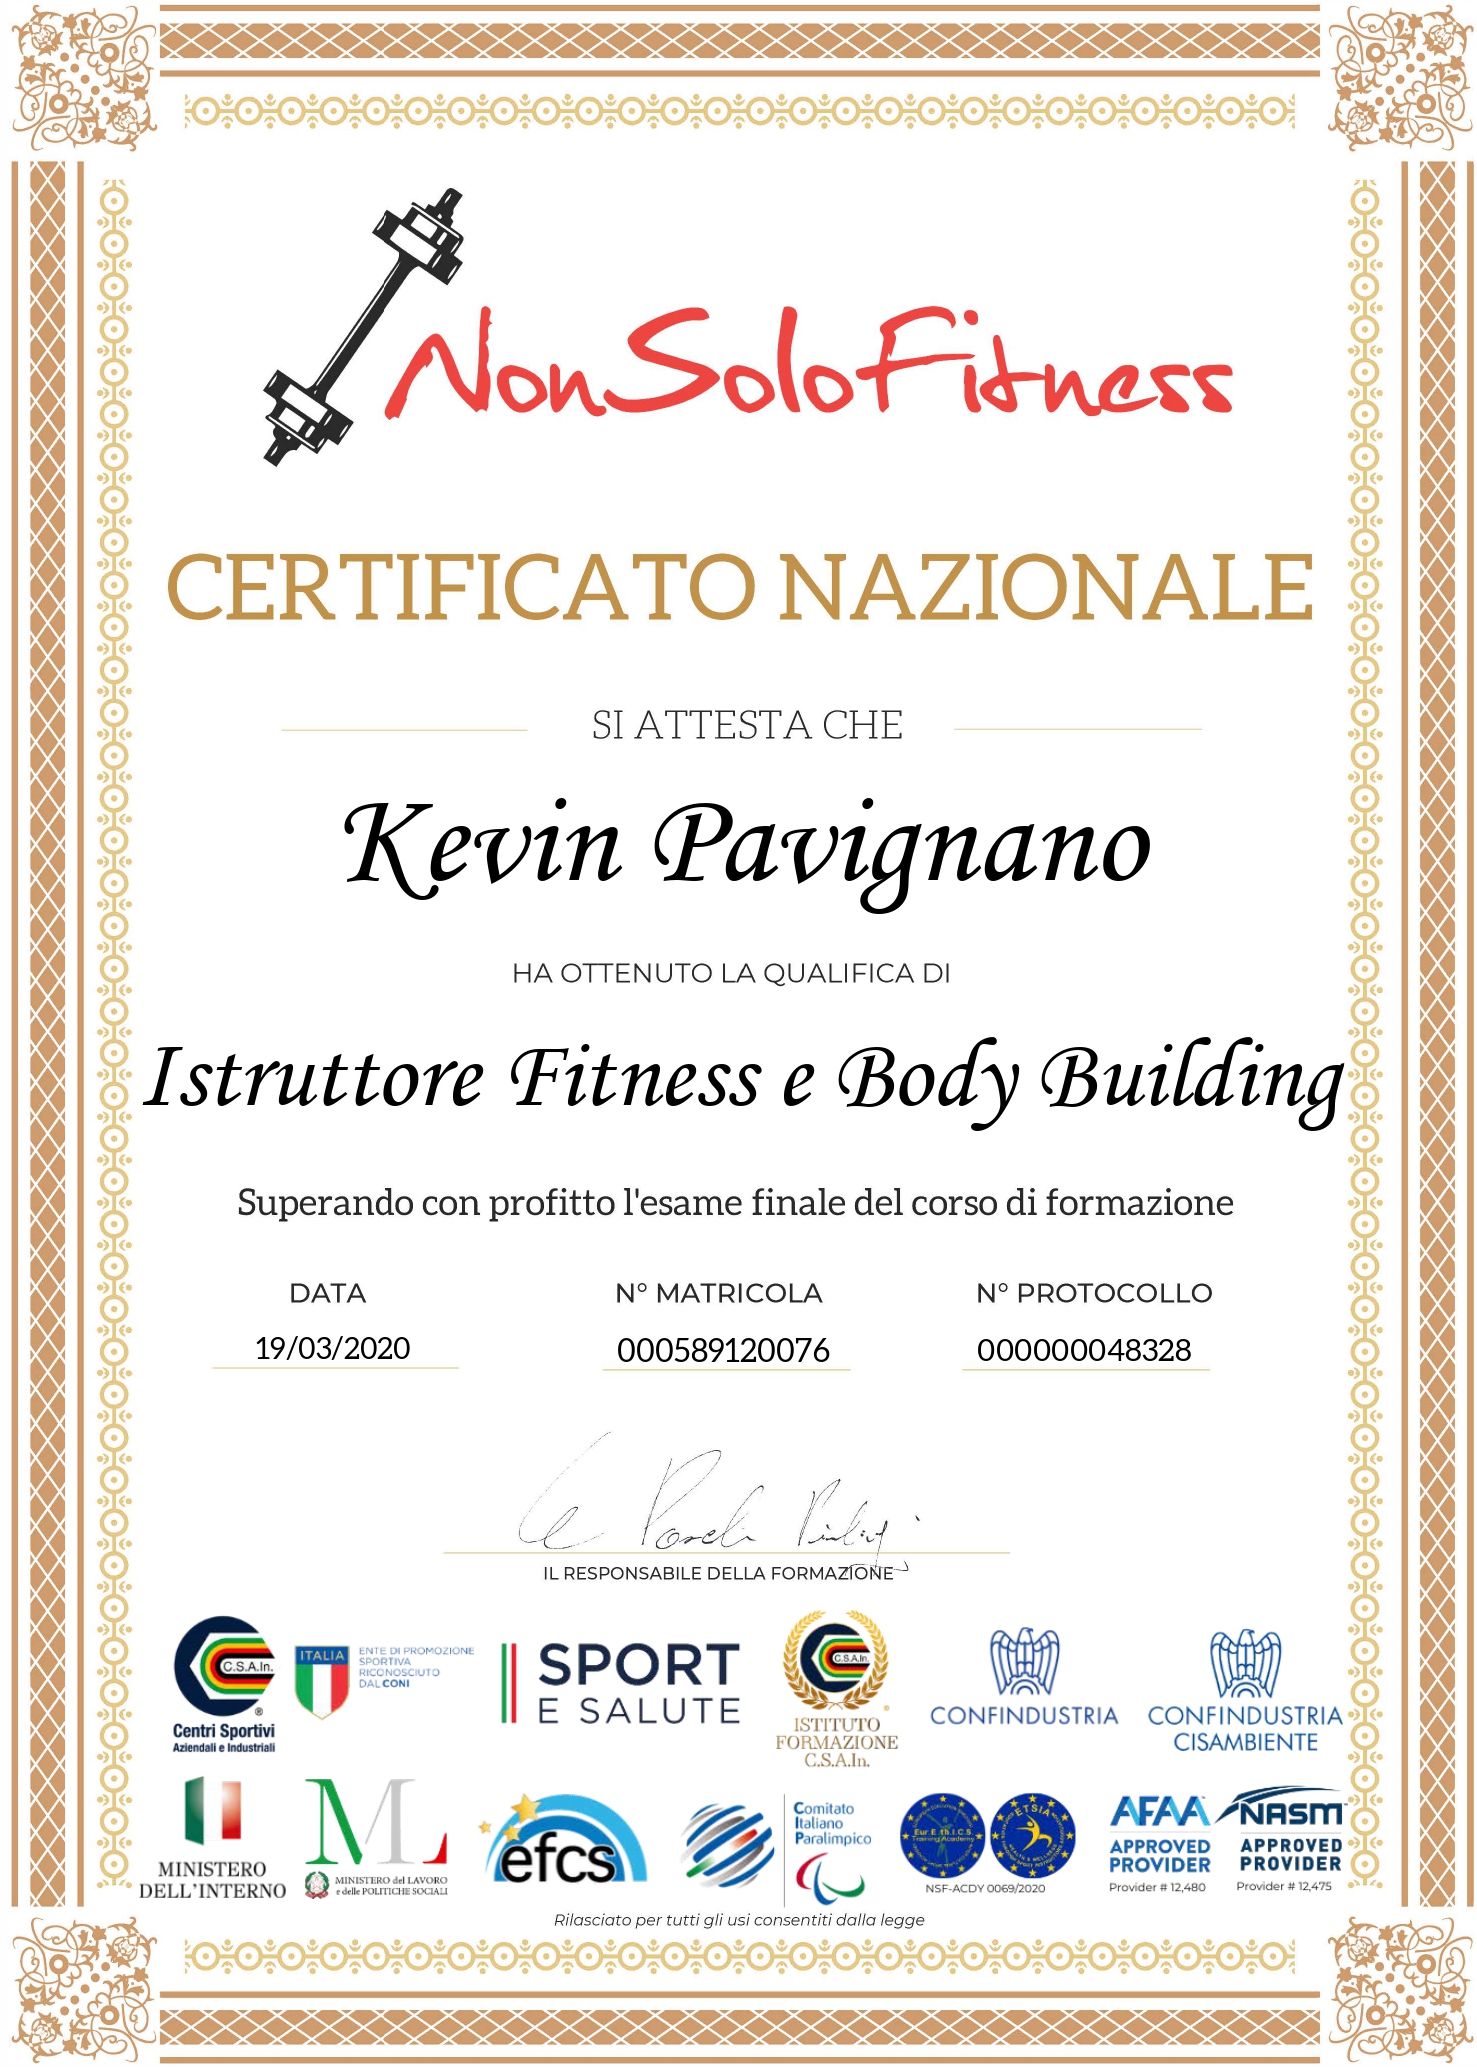 NonSoloFitness
CERTIFICATO NAZIONALE
SI ATTESTA CHE
Kevin Pavignano
HA OTTENUTO LA QUALIFICA DI
Istruttore Fitness e Body Building
Superando con profitto l'esame finale del corso di formazione
DATA N° MATRICOLA N° PROTOCOLLO
19/03/2020 000589120076 000000048328
IL RESPONSABILE DELLA FORMAZIONE
C.S.A.In.
®
Centri Sportivi
Aziendali e Industriali
ITALIA
ENTE DI PROMOZIONE
SPORTIVA
RICONOSCIUTO
DAL CONI
SPORT
E SALUTE
C.S.A.In.
®
ISTITUTO
FORMAZIONE
C.S.A.In.
CONFINDUSTRIA
CONFINDUSTRIA
CISAMBIENTE
MINISTERO
DELL'INTERNO
ML
MINISTERO del LAVORO
e delle POLITICHE SOCIALI
efcs
Comitato
Italiano
Paralimpico
Eur.E.th.I.C.S.
Training Academy
ETSIA
NSF-ACDY 0069/2020
AFAA
APPROVED
PROVIDER
Provider # 12,480
NASM
APPROVED
PROVIDER
Provider # 12,475
Rilasciato per tutti gli usi consentiti dalla legge